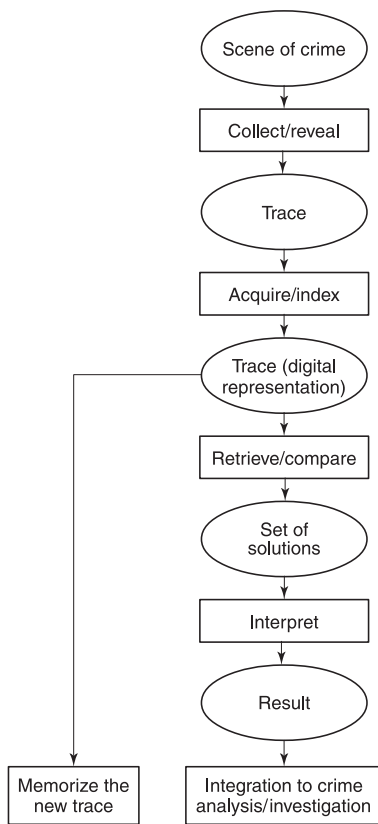 Scene of crime
Collect/reveal
Trace
Acquire/index
Trace (digital
representation)
Retrieve/compare
Set of
solutions
Interpret
Result
Memorize the
new trace
Integration to crime
analysis/investigation